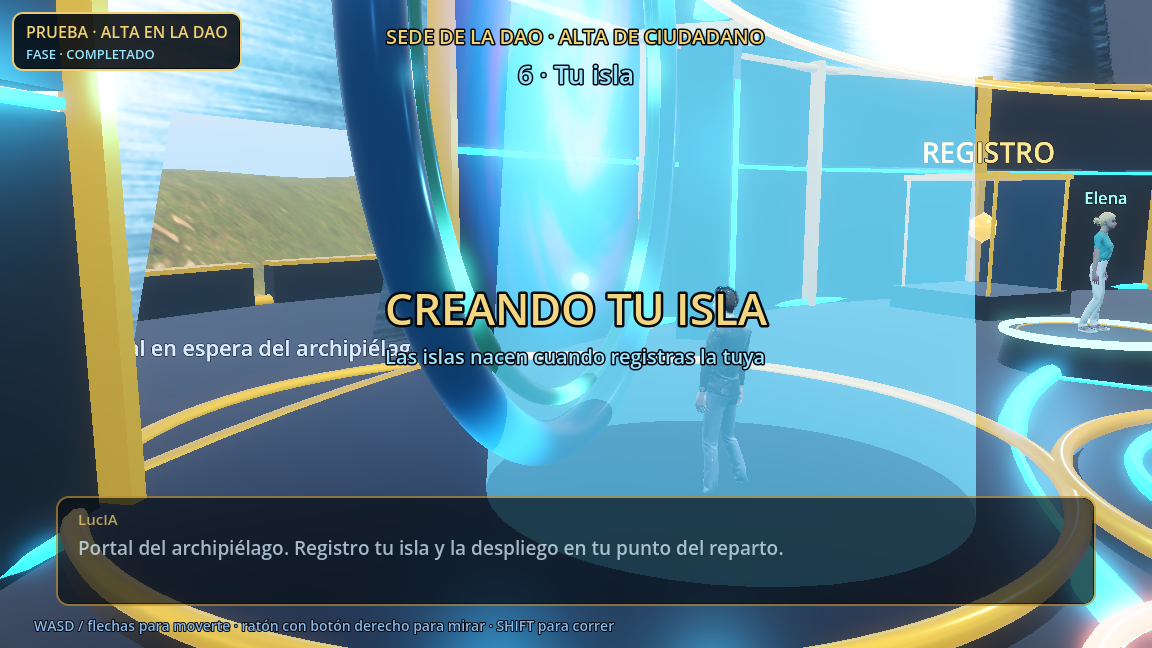 PRUEBA · ALTA EN LA DAO
FASE · COMPLETADO
SEDE DE LA DAO · ALTA DE CIUDADANO
6 · Tu isla
REGISTRO
Elena
CREANDO TU ISLA
en espera del
Las islas nacen cuando registras la tuya
LucIA
Portal del archipiélago. Registro tu isla y la despliego en tu punto del reparto.
WASD / flechas para moverte · ratón con botón derecho para mirar · SHIFT para correr